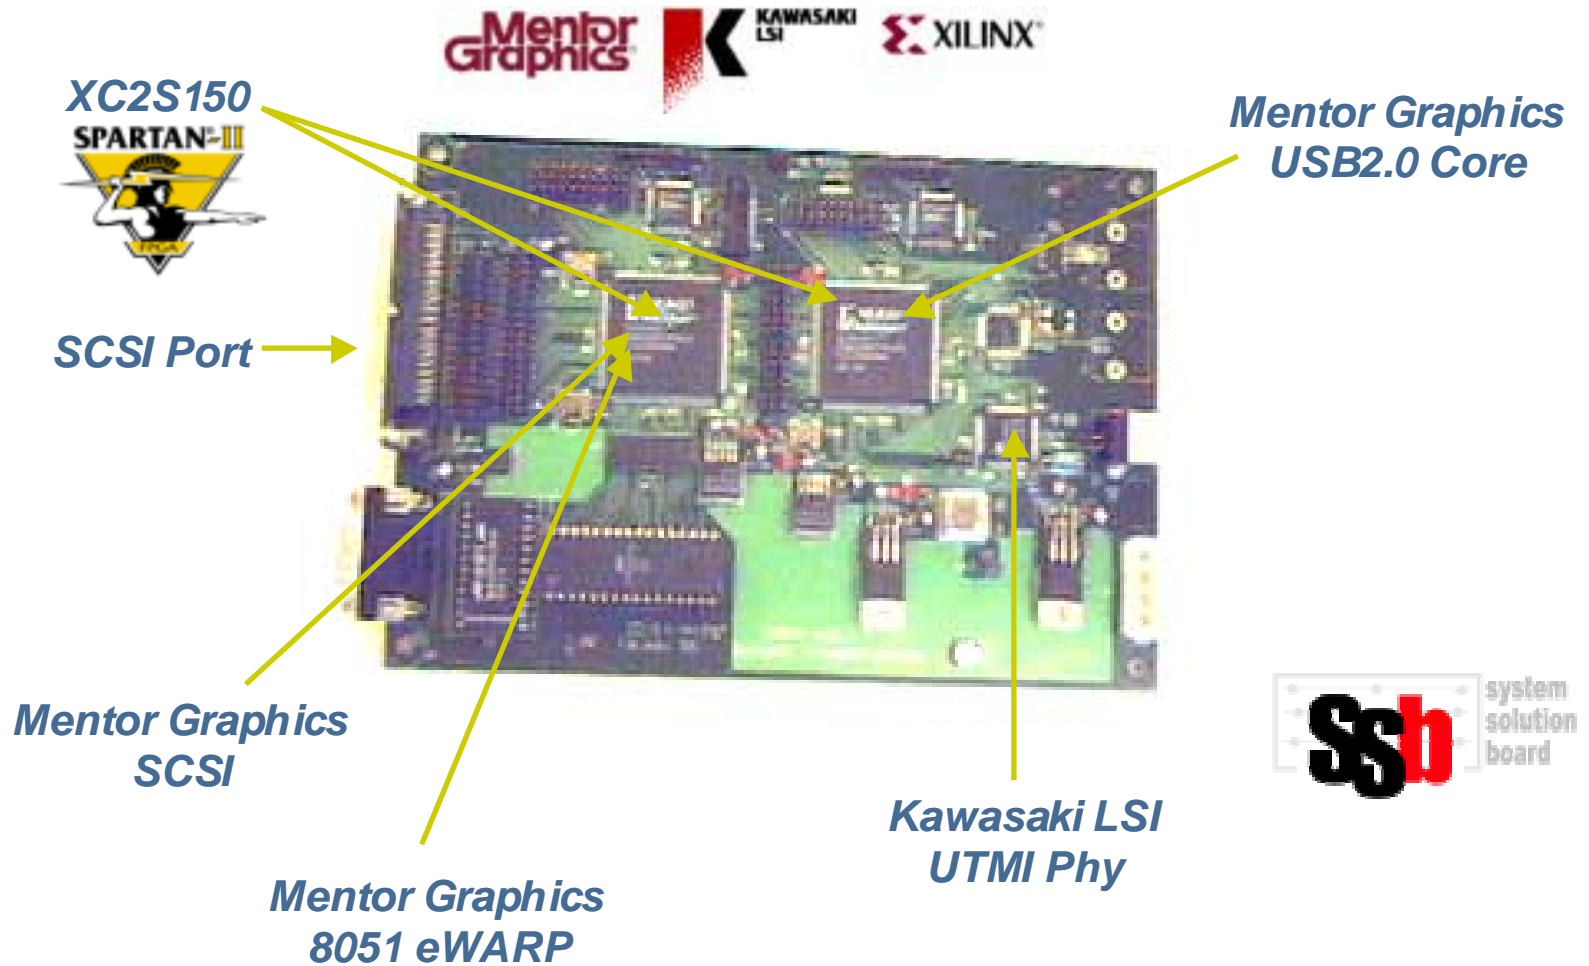 Mentor
Graphics
KAWASAKI
LSI
XILINX
XC2S150
SPARTAN-II
FPGA
Mentor Graphics
USB2.0 Core
SCSI Port
Mentor Graphics
SCSI
Kawasaki LSI
UTMI Phy
Mentor Graphics
8051 eWARP
ssb
system
solution
board